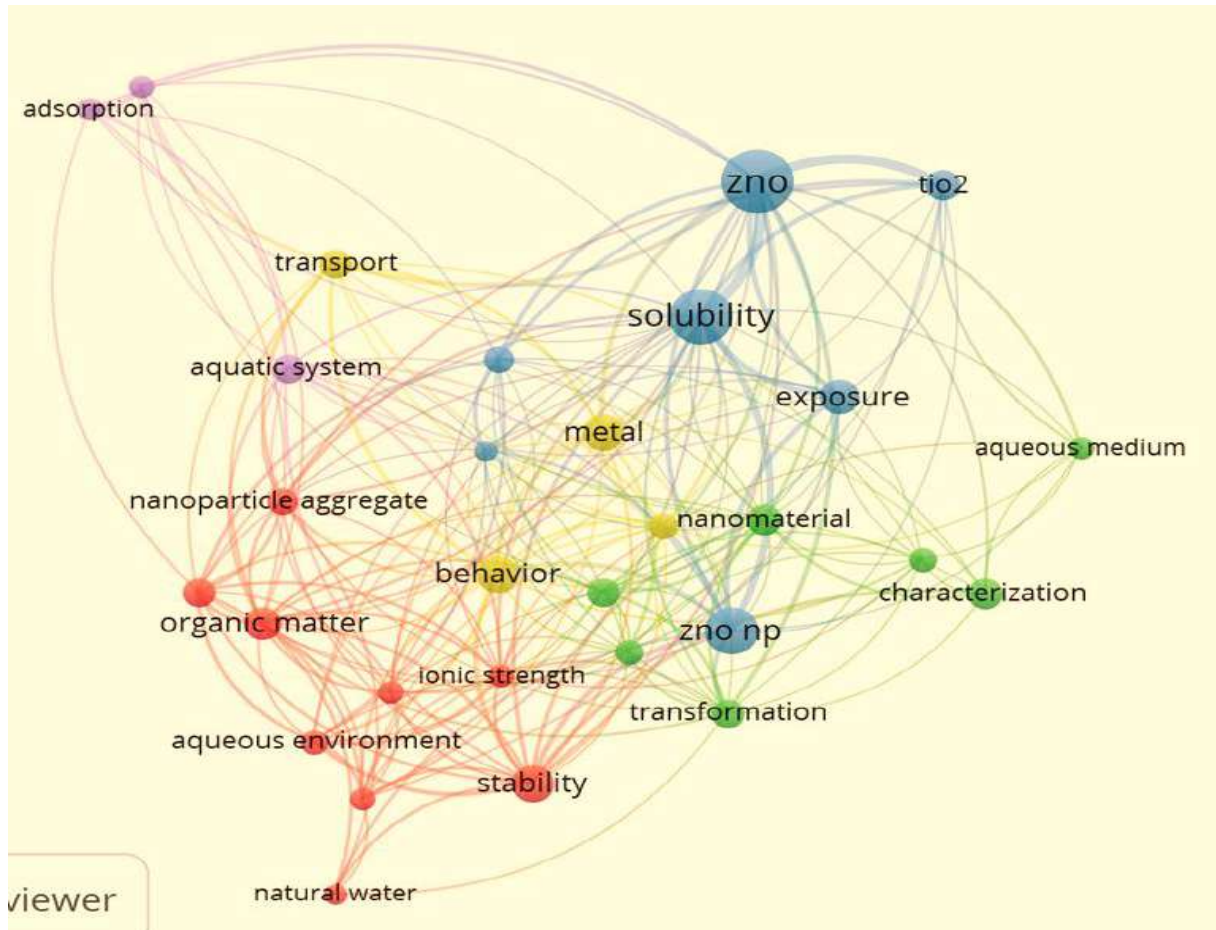 adsorption
zno
tio2
transport
solubility
aquatic system
exposure
metal
aqueous medium
nanoparticle aggregate
nanomaterial
behavior
characterization
organic matter
zno np
ionic strength
transformation
aqueous environment
stability
natural water
viewer